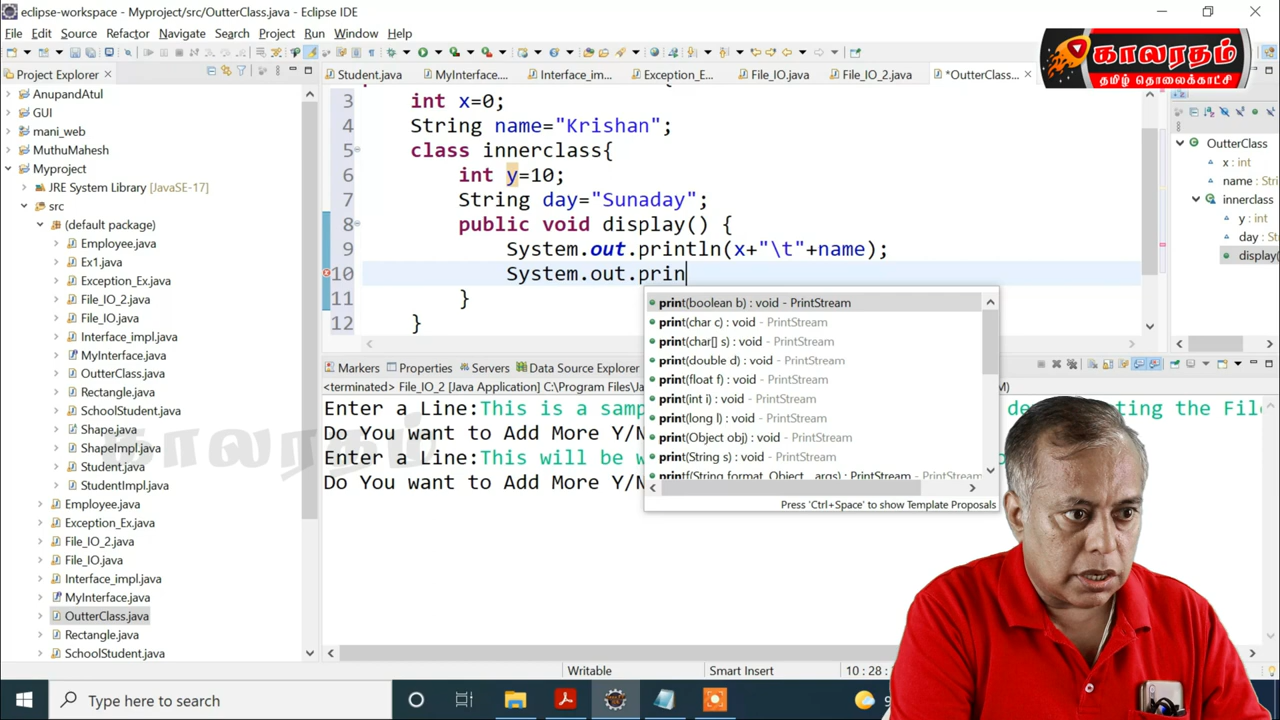 eclipse-workspace - Myproject/src/OutterClass.java - Eclipse IDE
File Edit Source Refactor Navigate Search Project Run Window Help
காலரதம்
தமிழ் தொலைக்காட்சி
Project Explorer
Student.java MyInterface.... Interface_im... Exception_E... File_IO.java File_IO_2.java *OutterClass...
AnupandAtul
GUI
mani_web
MuthuMahesh
Myproject
JRE System Library [JavaSE-17]
src
(default package)
Employee.java
Ex1.java
Exception_Ex.java
File_IO_2.java
File_IO.java
Interface_impl.java
MyInterface.java
OutterClass.java
Rectangle.java
SchoolStudent.java
Shape.java
ShapeImpl.java
Student.java
StudentImpl.java
Employee.java
Exception_Ex.java
File_IO_2.java
File_IO.java
Interface_impl.java
MyInterface.java
OutterClass.java
Rectangle.java
SchoolStudent.java
3 int x=0;
4 String name="Krishan";
5 class innerclass{
6 int y=10;
7 String day="Sunaday";
8 public void display() {
9 System.out.println(x+"\t"+name);
10 System.out.prin
11 }
12 }
print(boolean b) : void - PrintStream
print(char c) : void - PrintStream
print(char[] s) : void - PrintStream
print(double d) : void - PrintStream
print(float f) : void - PrintStream
print(int i) : void - PrintStream
print(long l) : void - PrintStream
print(Object obj) : void - PrintStream
print(String s) : void - PrintStream
printf(String format, Object... args) : PrintStream - PrintStream
Press 'Ctrl+Space' to show Template Proposals
OutterClass
x : int
name : Stri
innerclass
y : int
day : Strin
display(
Markers Properties Servers Data Source Explorer
<terminated> File_IO_2 [Java Application] C:\Program Files\Ja
Enter a Line:This is a samp
the Fil
Do You want to Add More Y/N
Enter a Line:This will be w
Do You want to Add More Y/N
காலரதம்
Writable Smart Insert 10 : 28 :
Type here to search